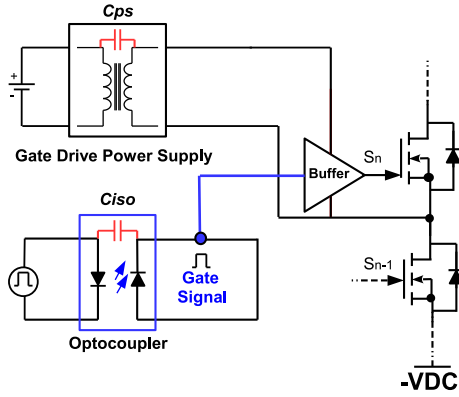 Cps
+
-
Gate Drive Power Supply
Buffer
Sn
Ciso
Gate
Signal
Sn-1
Optocoupler
-VDC